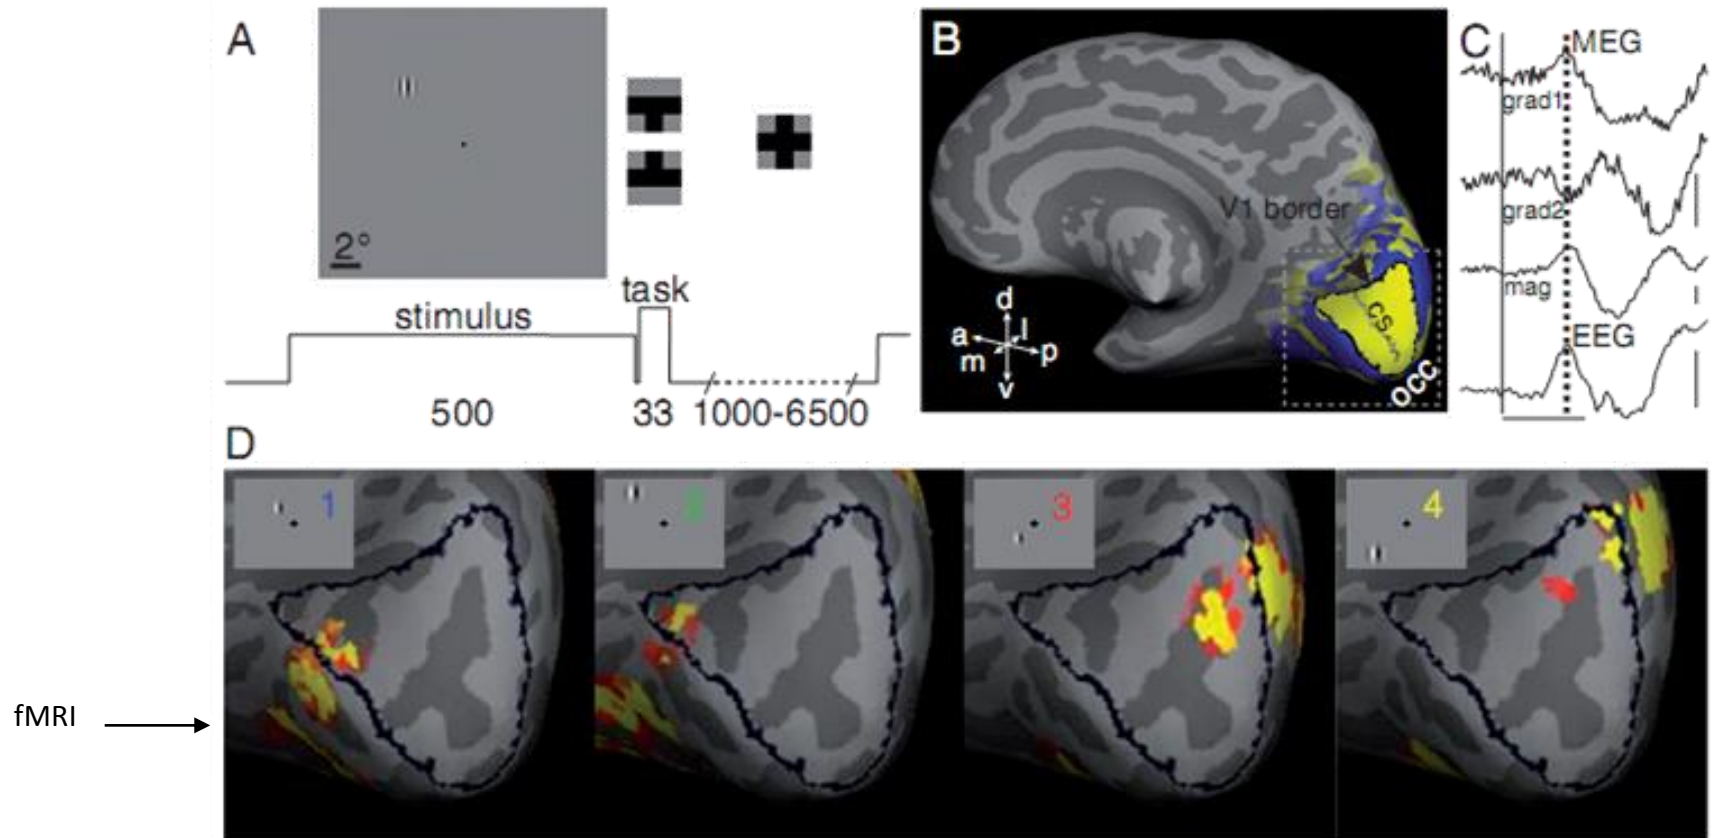 A
2°
stimulus
task
500
33
1000-6500
B
V1 border
CS
OCC
d
l
a
m
p
v
C
MEG
grad1
grad2
mag
EEG
D
1
3
4
fMRI